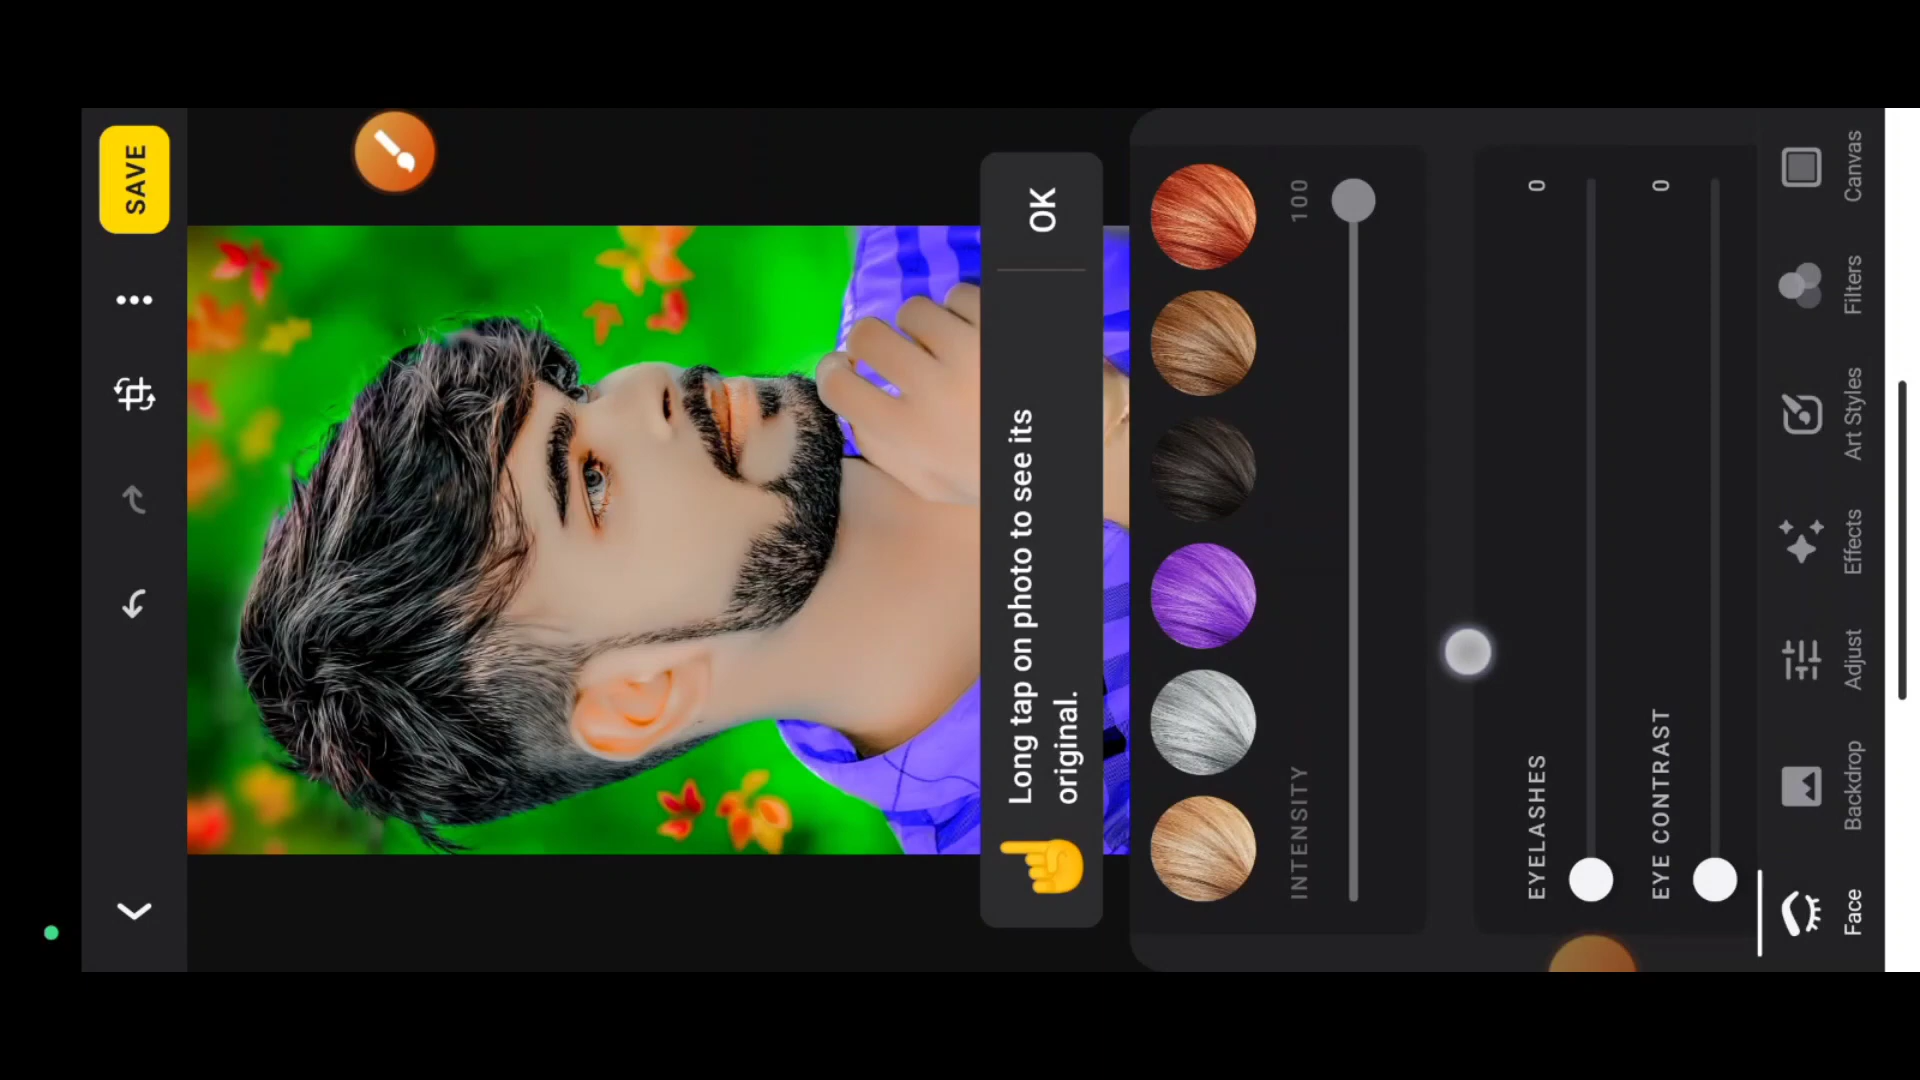 SAVE
OK
Long tap on photo to see its
original.
INTENSITY 100
EYELASHES 0
EYE CONTRAST 0
Face Backdrop Adjust Effects Art Styles Filters Canvas